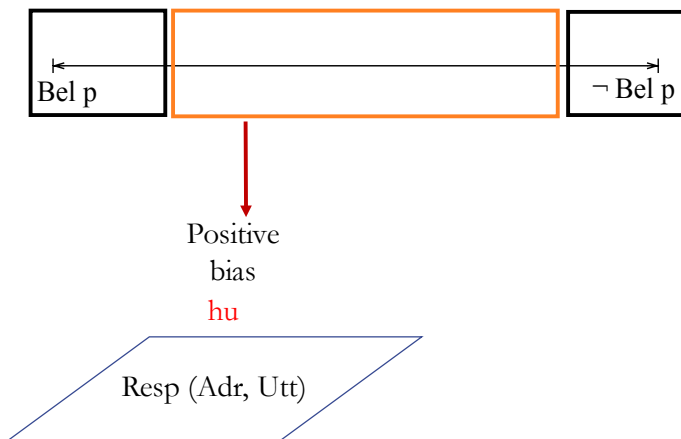 Bel p
¬ Bel p
Positive
bias
hu
Resp (Adr, Utt)